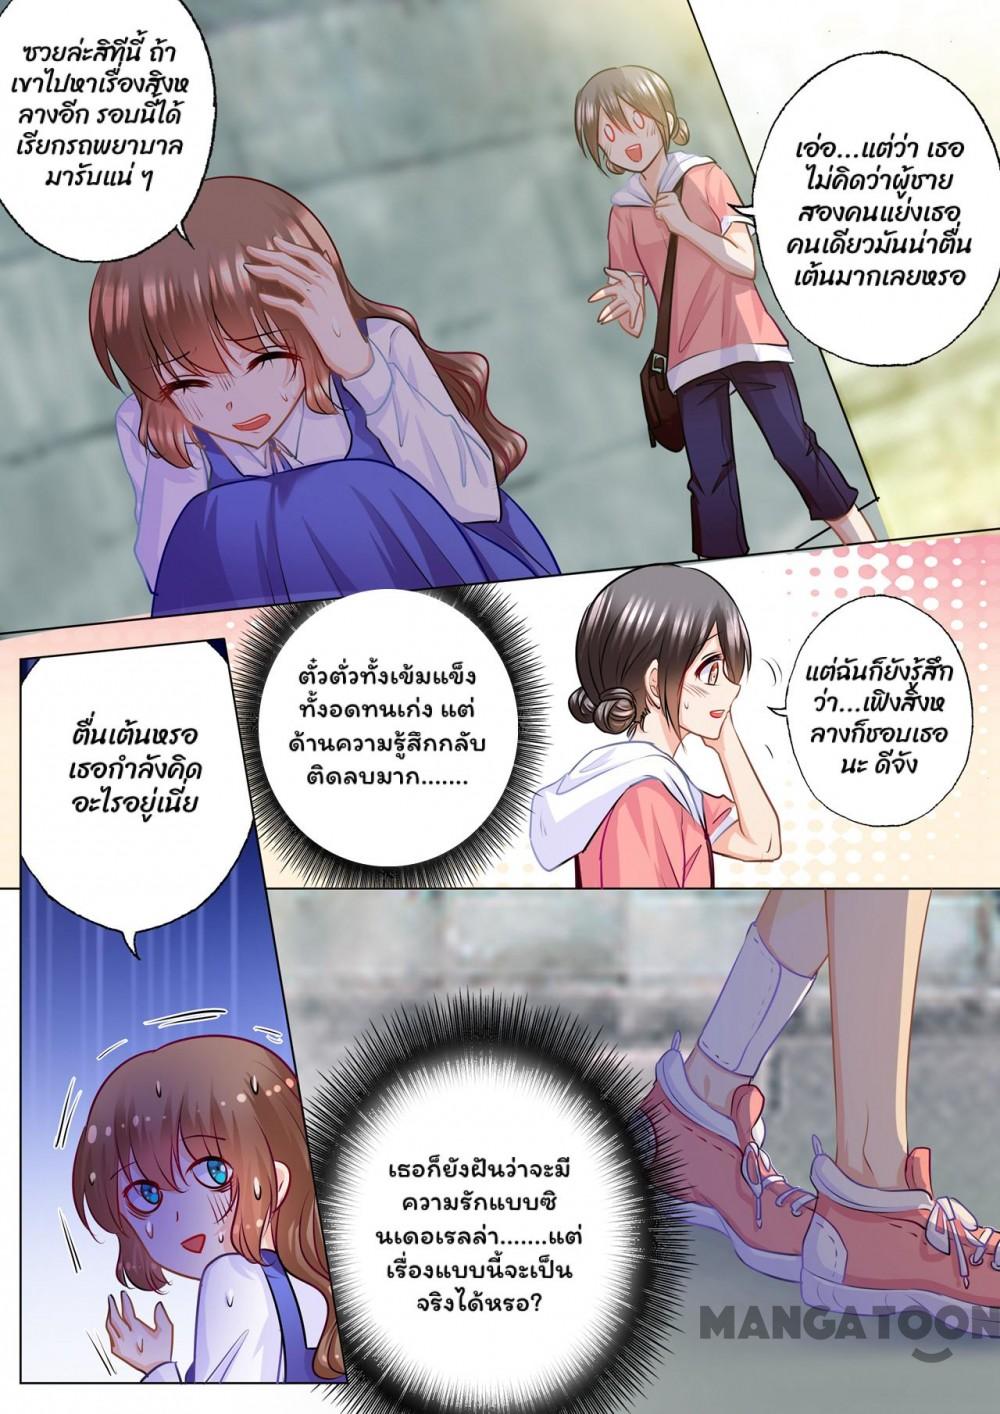 ซวยล่ะสิทีนี้ ถ้า
เขาไปหาเรื่องสิงห
ลางอีก รอบนี้ได้
เรียกรถพยาบาล
มารับแน่ ๆ
เอ่อ...แต่ว่า เธอ
ไม่คิดว่าผู้ชาย
สองคนแย่งเธอ
คนเดียวมันน่าตื่น
เต้นมากเลยหรอ
แต่ฉันก็ยังรู้สึก
ว่า...เฟิงสิงห
ลางก็ชอบเธอ
นะ ดีจัง
ตั๋วตั่วทั้งเข้มแข็ง
ทั้งอดทนเก่ง แต่
ด้านความรู้สึกกลับ
ติดลบมาก.......
ตื่นเต้นหรอ
เธอกำลังคิด
อะไรอยู่เนี่ย
เธอก็ยังฝันว่าจะมี
ความรักแบบซิ
นเดอเรลล่า.......แต่
เรื่องแบบนี้จะเป็น
จริงได้หรอ?
MANGATOON